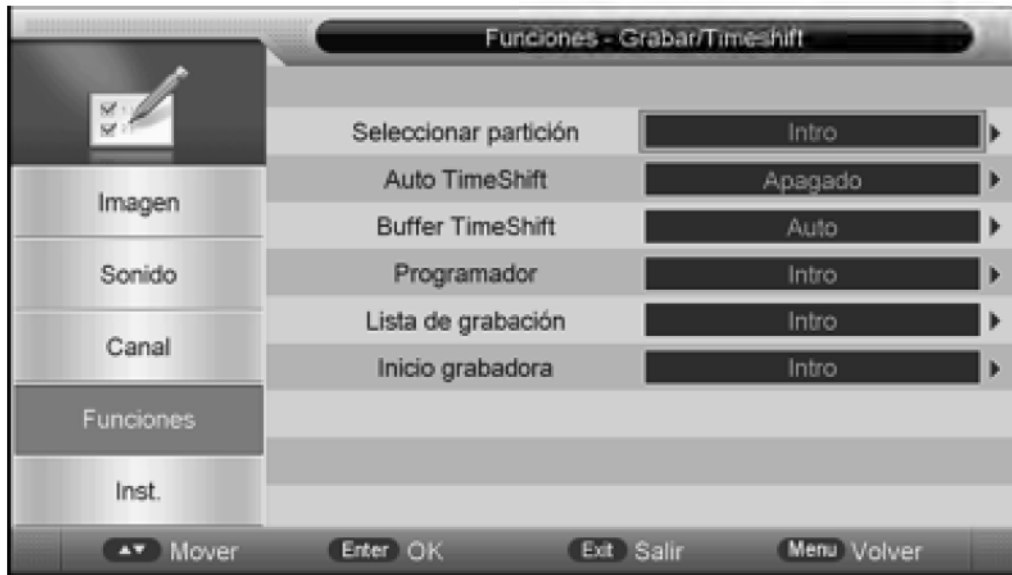 Funciones - Grabar/Timeshift
Seleccionar partición Intro
Auto TimeShift Apagado
Buffer TimeShift Auto
Programador Intro
Lista de grabación Intro
Inicio grabadora Intro
Imagen
Sonido
Canal
Funciones
Inst.
Mover Enter OK Exit Salir Menu Volver